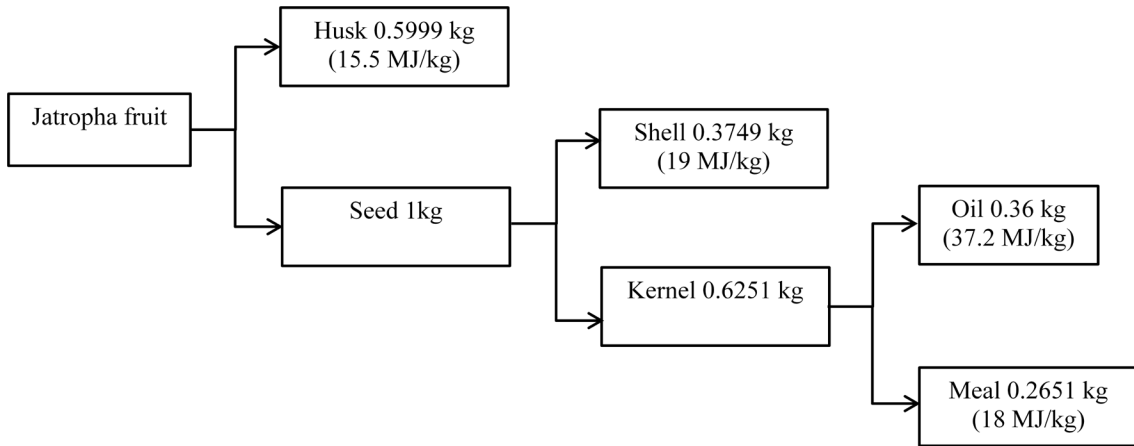 Husk 0.5999 kg
(15.5 MJ/kg)
Jatropha fruit
Shell 0.3749 kg
(19 MJ/kg)
Seed 1kg
Oil 0.36 kg
(37.2 MJ/kg)
Kernel 0.6251 kg
Meal 0.2651 kg
(18 MJ/kg)